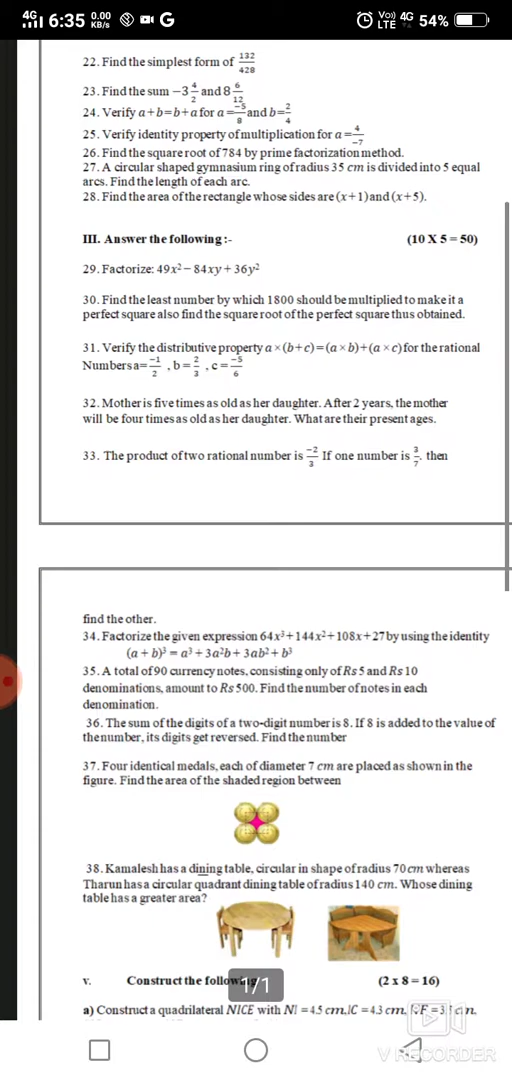 4G 6:35 0.00 KB/s G Vo) LTE 4G 54%
22. Find the simplest form of 132/428
23. Find the sum −3 4/2 and 8 6/12
24. Verify a+b=b+a for a = −5/8 and b= 2/4
25. Verify identity property of multiplication for a = 4/−7
26. Find the square root of 784 by prime factorization method.
27. A circular shaped gymnasium ring of radius 35 cm is divided into 5 equal
arcs. Find the length of each arc.
28. Find the area of the rectangle whose sides are (x+1) and (x+5).
III. Answer the following :- (10 X 5 = 50)
29. Factorize: 49x² − 84xy + 36y²
30. Find the least number by which 1800 should be multiplied to make it a
perfect square also find the square root of the perfect square thus obtained.
31. Verify the distributive property a×(b+c)=(a×b)+(a×c) for the rational
Numbers a= −1/2 , b= 2/3 , c= −5/6
32. Mother is five times as old as her daughter. After 2 years, the mother
will be four times as old as her daughter. What are their present ages.
33. The product of two rational number is −2/3 If one number is 3/7. then
find the other.
34. Factorize the given expression 64x³+144x²+108x+27 by using the identity
(a + b)³ = a³ + 3a²b + 3ab² + b³
35. A total of 90 currency notes, consisting only of Rs 5 and Rs 10
denominations, amount to Rs 500. Find the number of notes in each
denomination.
36. The sum of the digits of a two-digit number is 8. If 8 is added to the value of
the number, its digits get reversed. Find the number
37. Four identical medals, each of diameter 7 cm are placed as shown in the
figure. Find the area of the shaded region between
38. Kamalesh has a dining table, circular in shape of radius 70 cm whereas
Tharun has a circular quadrant dining table of radius 140 cm. Whose dining
table has a greater area?
v. Construct the following (2 x 8 = 16)
1/1
a) Construct a quadrilateral NICE with NI = 4.5 cm, IC = 4.3 cm,
VRECORDER